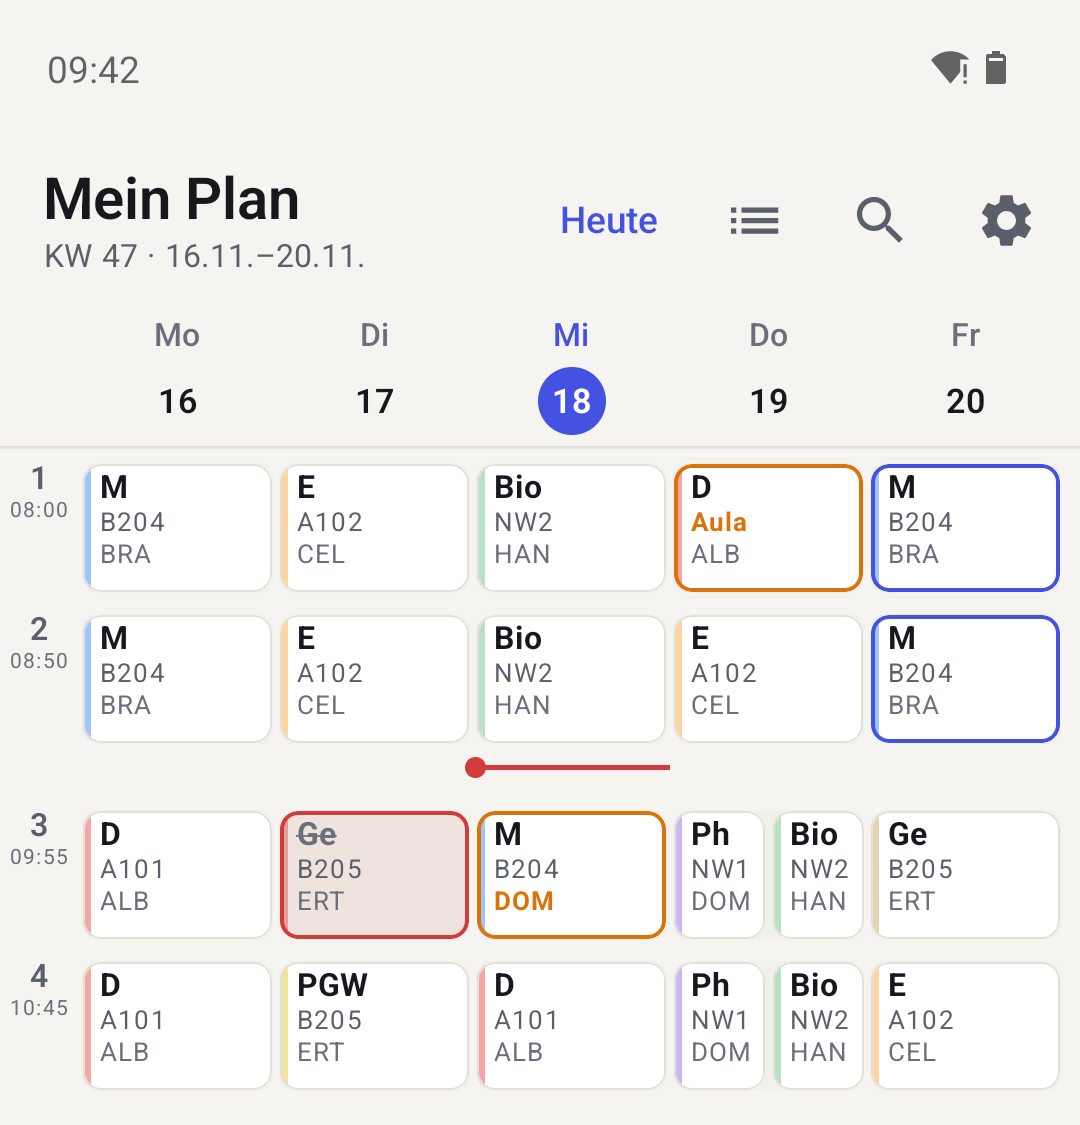 09:42
Mein Plan
Heute
KW 47 · 16.11.–20.11.
Mo Di Mi Do Fr
16 17 18 19 20
1 M E Bio D M
08:00 B204 A102 NW2 Aula B204
BRA CEL HAN ALB BRA
2 M E Bio E M
08:50 B204 A102 NW2 A102 B204
BRA CEL HAN CEL BRA
3 D Ge M Ph Bio Ge
09:55 A101 B205 B204 NW1 NW2 B205
ALB ERT DOM DOM HAN ERT
4 D PGW D Ph Bio E
10:45 A101 B205 A101 NW1 NW2 A102
ALB ERT ALB DOM HAN CEL